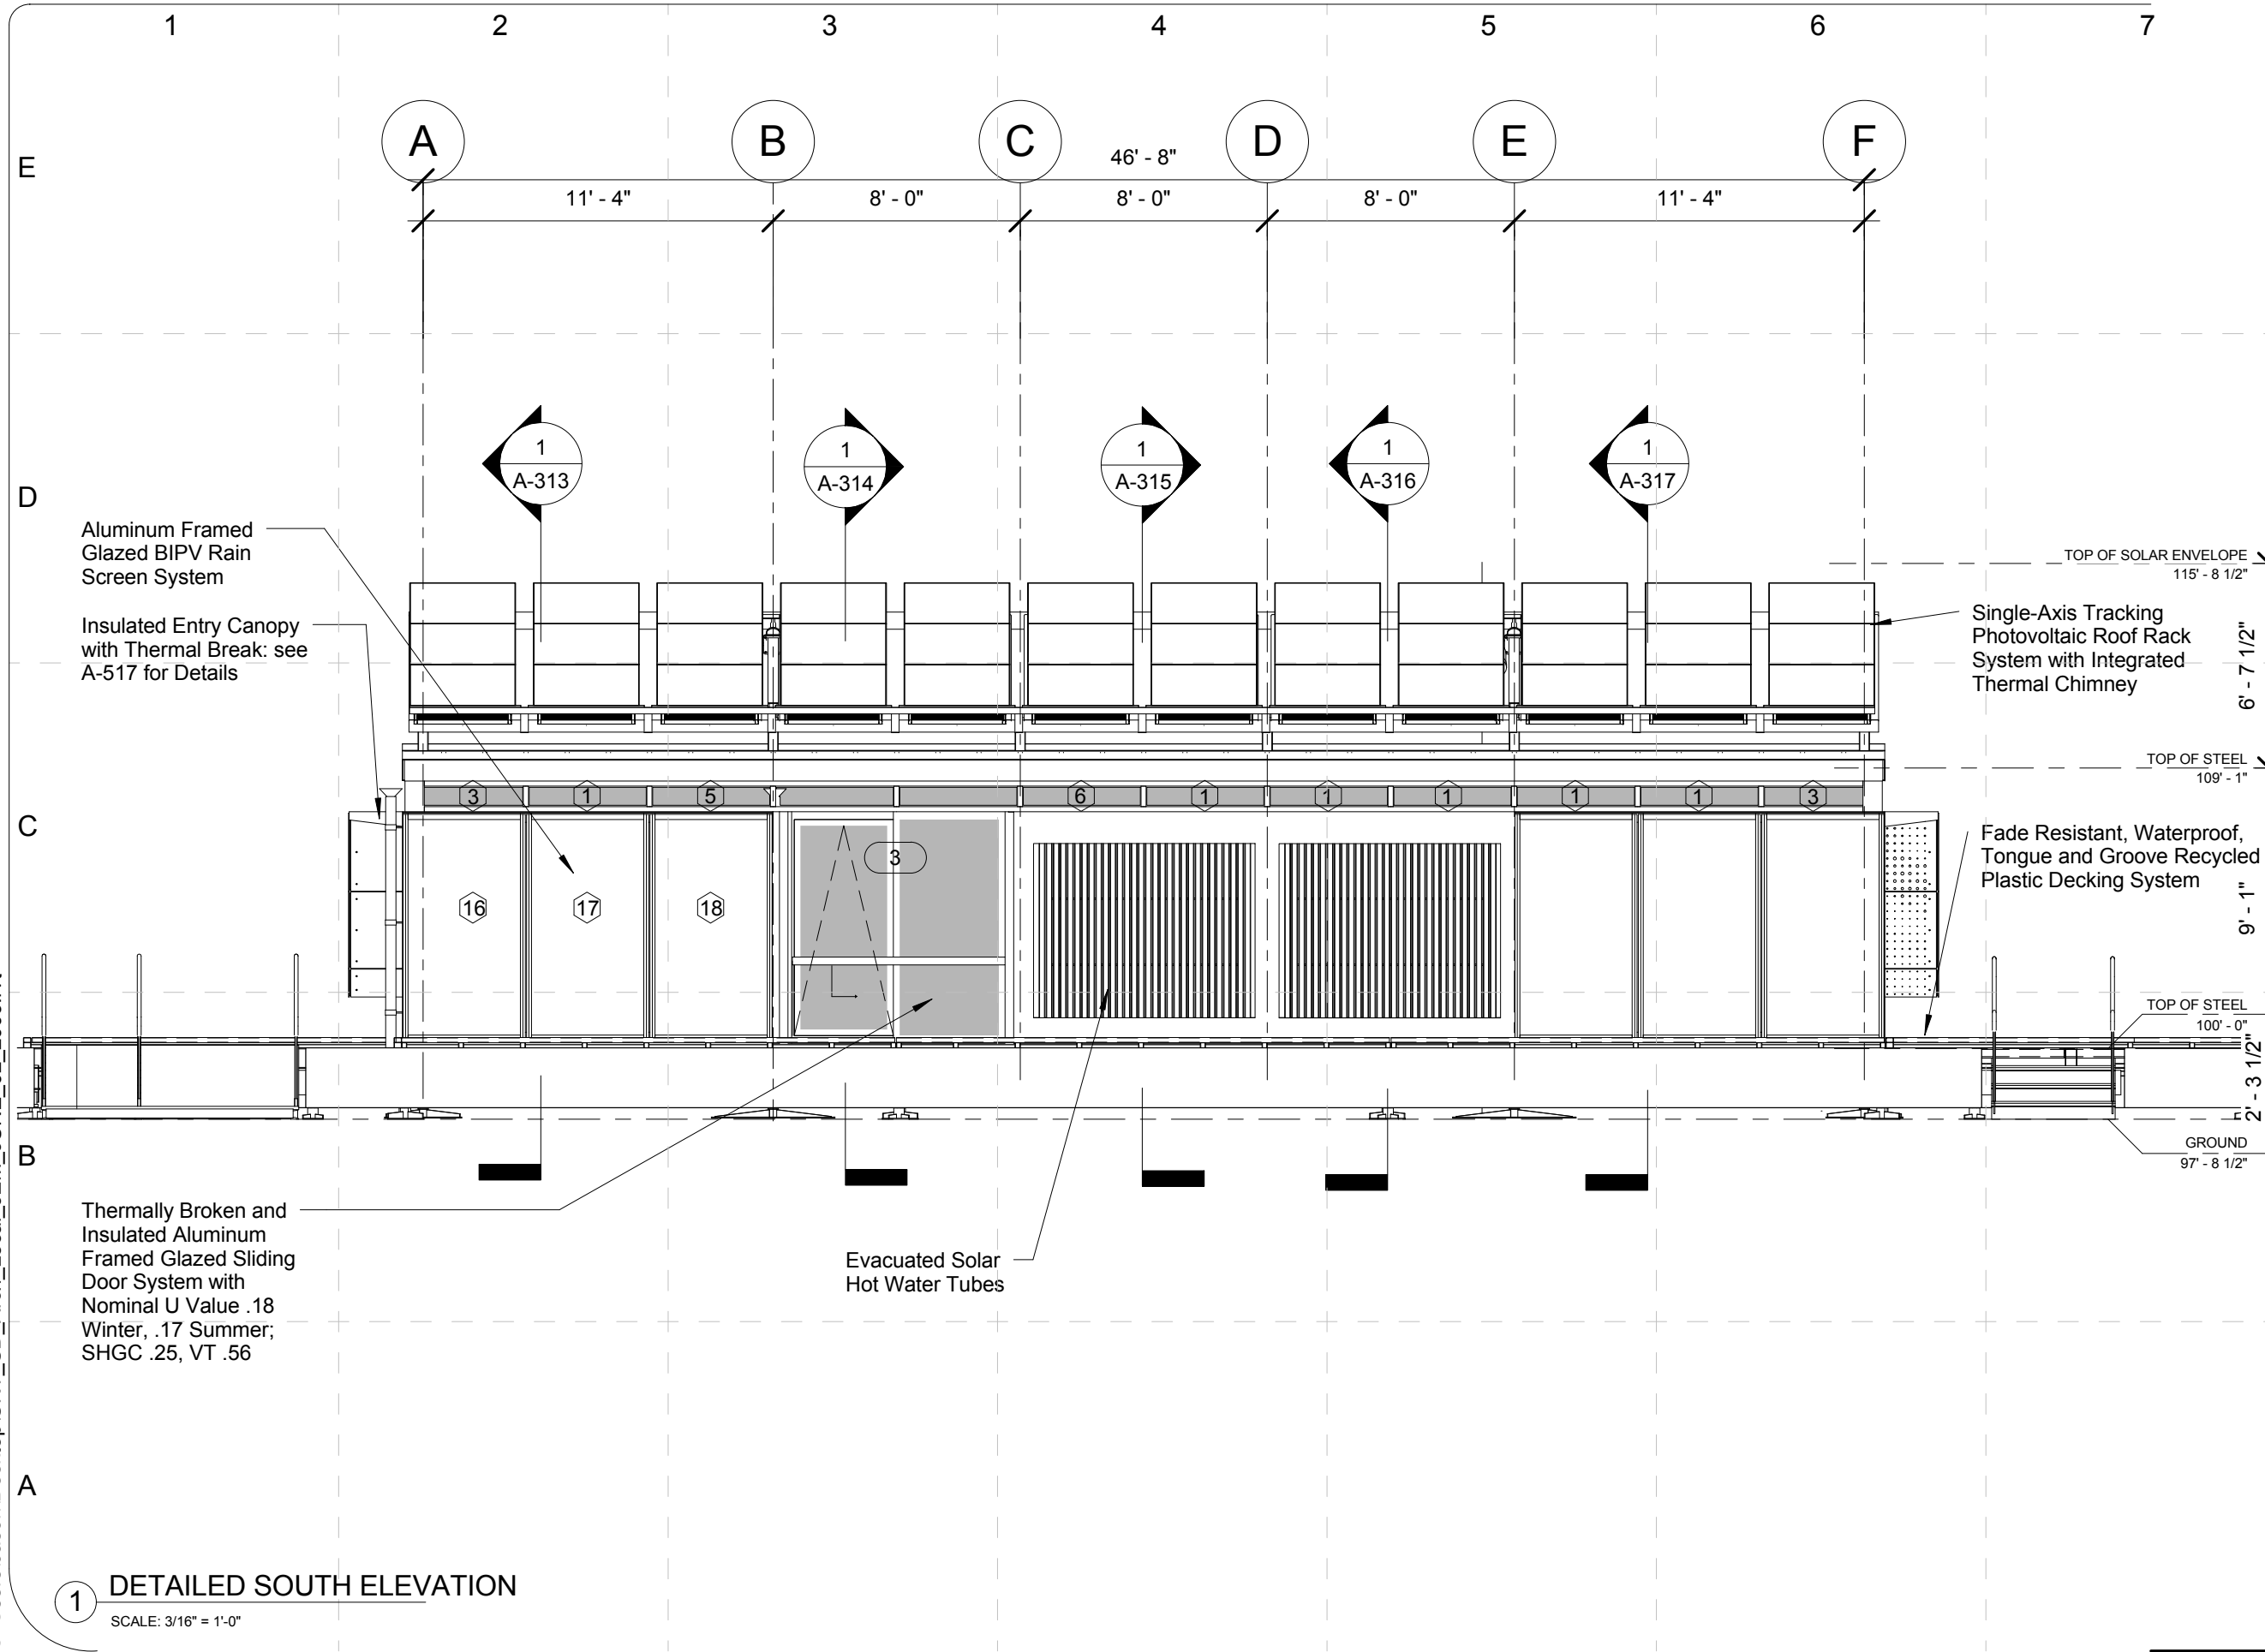 1 2 3 4 5 6 7
A B C D E F
E
46' - 8"
11' - 4" 8' - 0" 8' - 0" 8' - 0" 11' - 4"
1 1 1 1 1
A-313 A-314 A-315 A-316 A-317
D
Aluminum Framed
Glazed BIPV Rain
Screen System
Insulated Entry Canopy
with Thermal Break: see
A-517 for Details
TOP OF SOLAR ENVELOPE
115' - 8 1/2"
Single-Axis Tracking
Photovoltaic Roof Rack
System with Integrated
Thermal Chimney
6' - 7 1/2"
TOP OF STEEL
109' - 1"
3 1 5 6 1 1 1 1 1 3
C
3
16 17 18
Fade Resistant, Waterproof,
Tongue and Groove Recycled
Plastic Decking System
9' - 1"
TOP OF STEEL
100' - 0"
2' - 3 1/2"
GROUND
97' - 8 1/2"
B
Thermally Broken and
Insulated Aluminum
Framed Glazed Sliding
Door System with
Nominal U Value .18
Winter, .17 Summer;
SHGC .25, VT .56
Evacuated Solar
Hot Water Tubes
A
1 DETAILED SOUTH ELEVATION
SCALE: 3/16" = 1'-0"